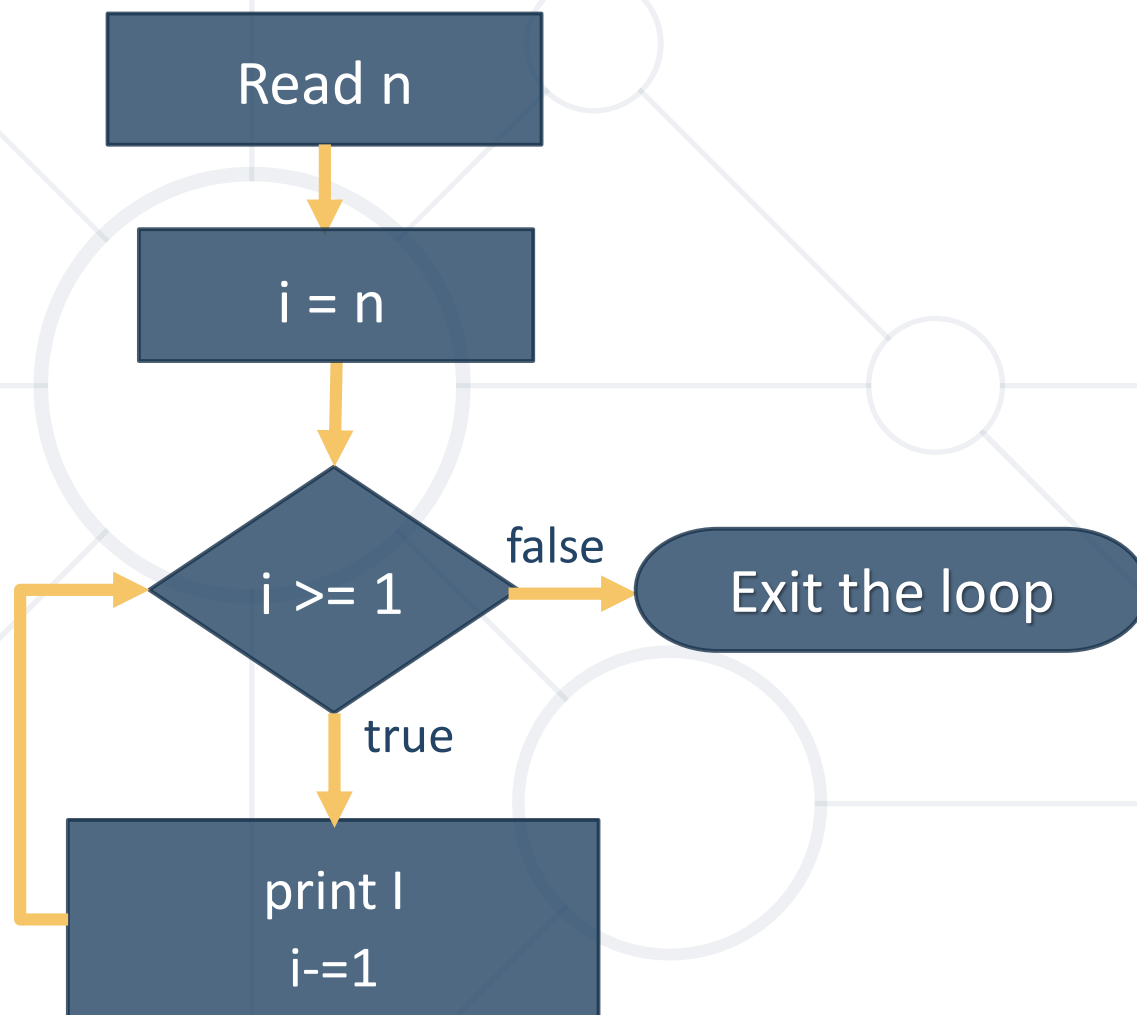 Read n
i = n
i >= 1
false
Exit the loop
true
print I
i-=1